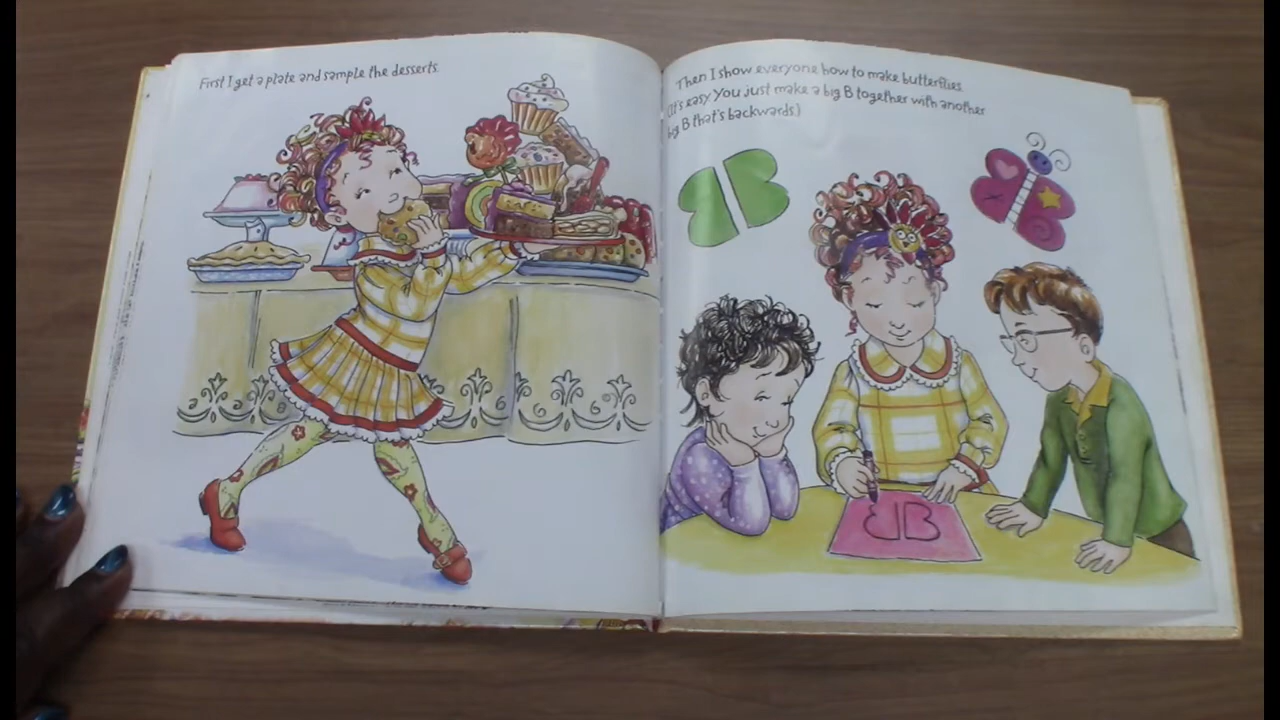 First I get a plate and sample the desserts.
Then I show everyone how to make butterflies.
(It's easy. You just make a big B together with another
big B that's backwards.)
B
B